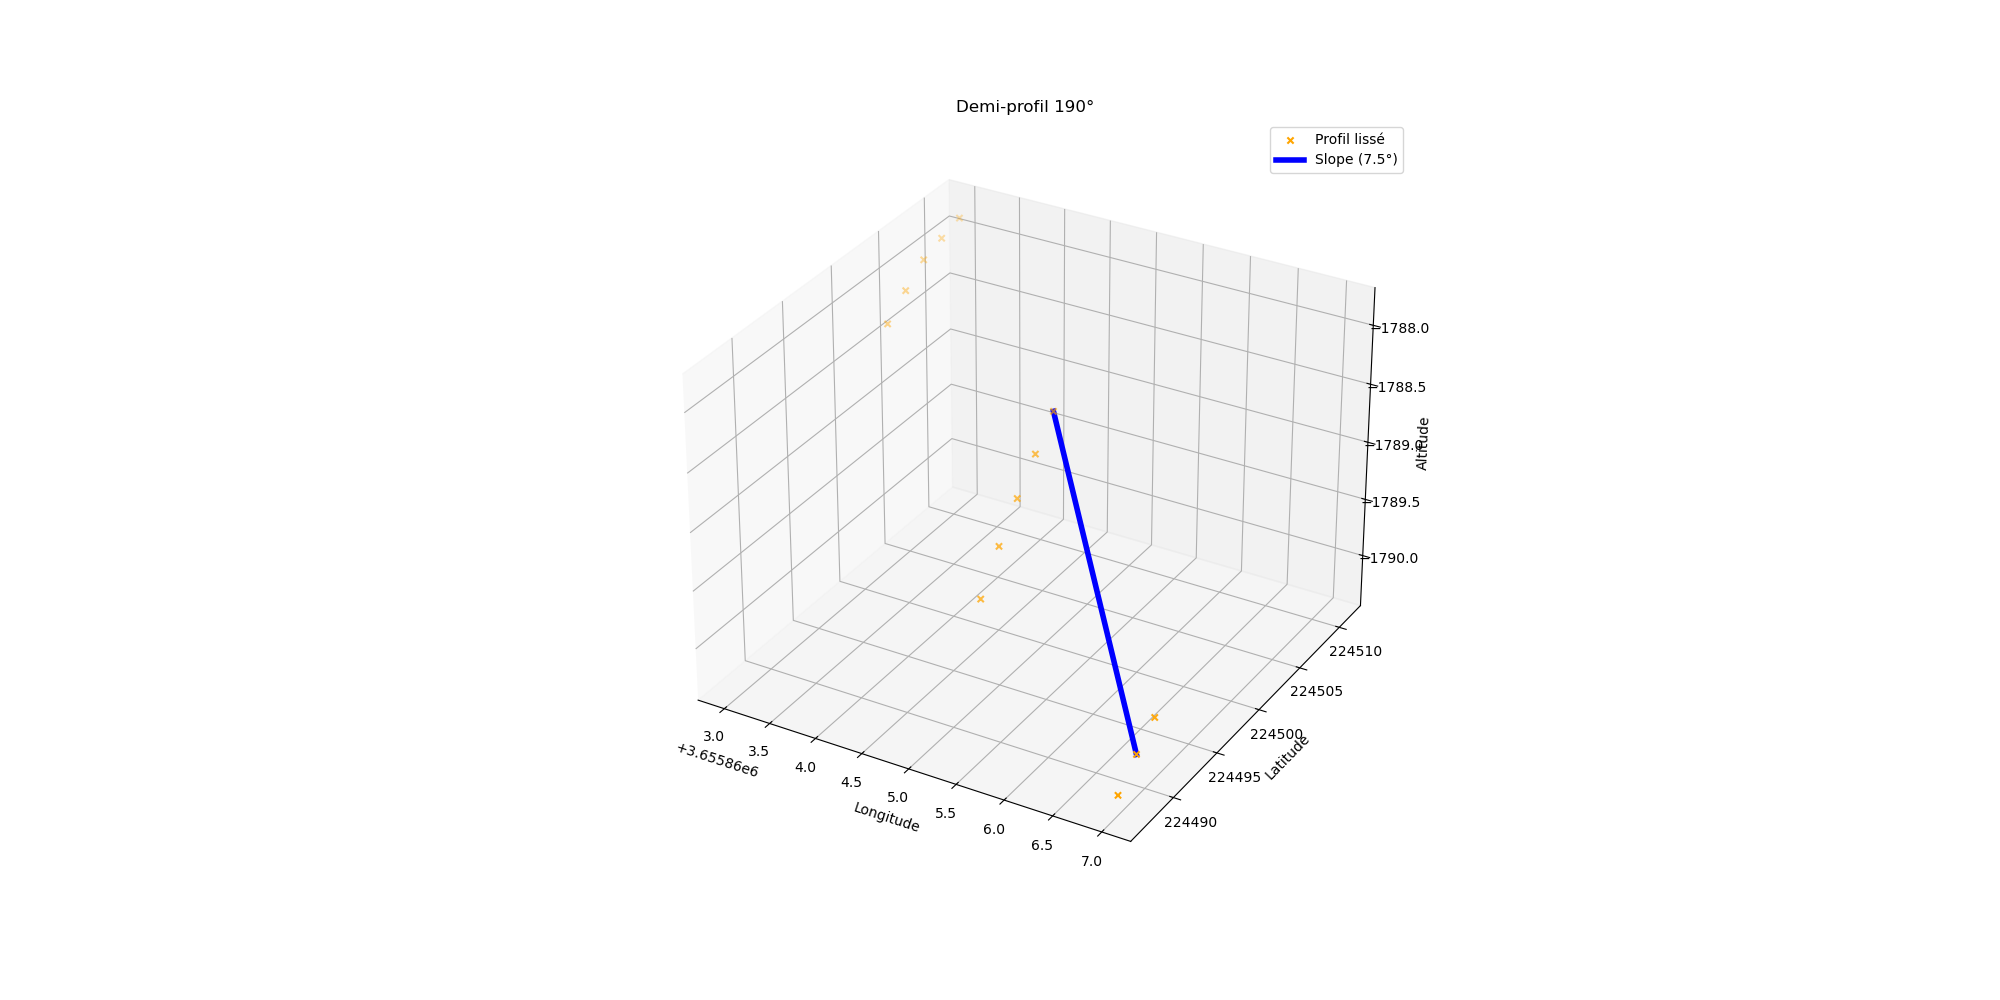 Demi-profil 190°
Profil lissé
Slope (7.5°)
−1788.0
−1788.5
−1789.0
−1789.5
−1790.0
Altitude
224510
224505
224500
224495
224490
Latitude
3.0
3.5
4.0
4.5
5.0
5.5
6.0
6.5
7.0
+3.65586e6
Longitude